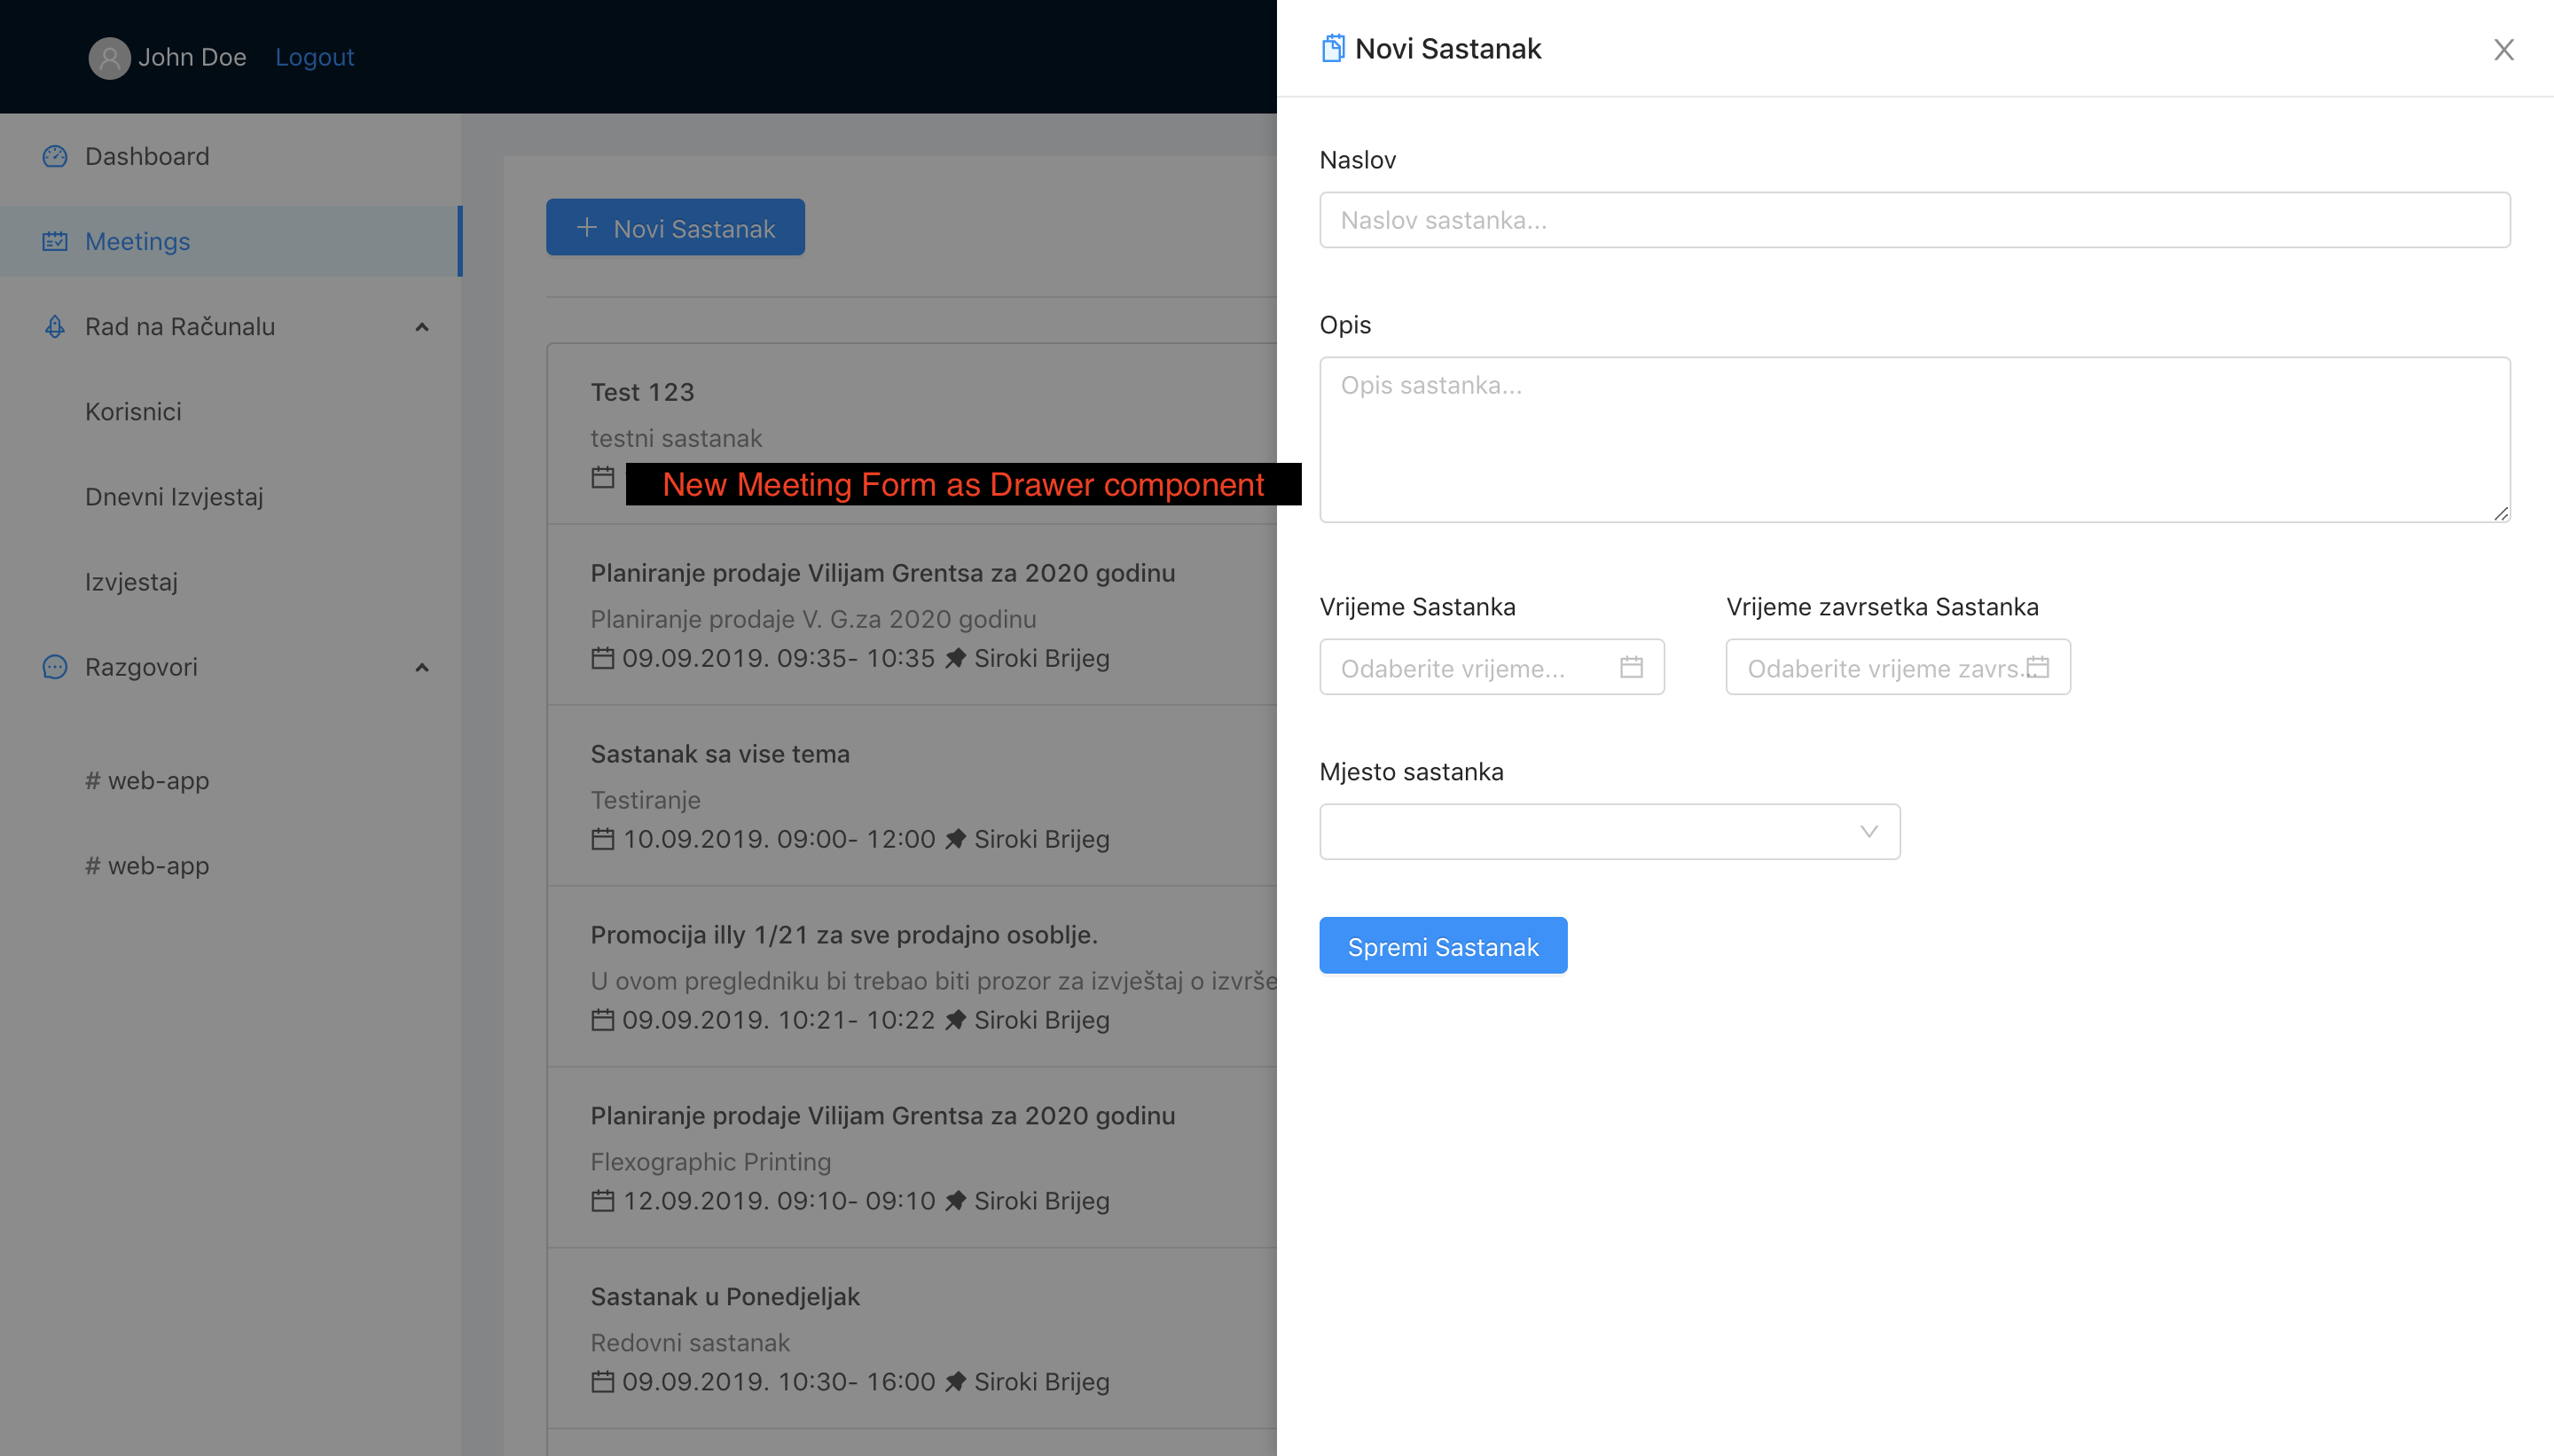 John Doe Logout
Dashboard
Meetings
Rad na Računalu
Korisnici
Dnevni Izvjestaj
Izvjestaj
Razgovori
# web-app
# web-app
Novi Sastanak
Test 123
testni sastanak
New Meeting Form as Drawer component
Planiranje prodaje Vilijam Grentsa za 2020 godinu
Planiranje prodaje V. G.za 2020 godinu
09.09.2019. 09:35- 10:35 Siroki Brijeg
Sastanak sa vise tema
Testiranje
10.09.2019. 09:00- 12:00 Siroki Brijeg
Promocija illy 1/21 za sve prodajno osoblje.
U ovom pregledniku bi trebao biti prozor za izvještaj o izvrše
09.09.2019. 10:21- 10:22 Siroki Brijeg
Planiranje prodaje Vilijam Grentsa za 2020 godinu
Flexographic Printing
12.09.2019. 09:10- 09:10 Siroki Brijeg
Sastanak u Ponedjeljak
Redovni sastanak
09.09.2019. 10:30- 16:00 Siroki Brijeg
Novi Sastanak
Naslov
Naslov sastanka...
Opis
Opis sastanka...
Vrijeme Sastanka
Odaberite vrijeme...
Vrijeme zavrsetka Sastanka
Odaberite vrijeme zavrs...
Mjesto sastanka
Spremi Sastanak